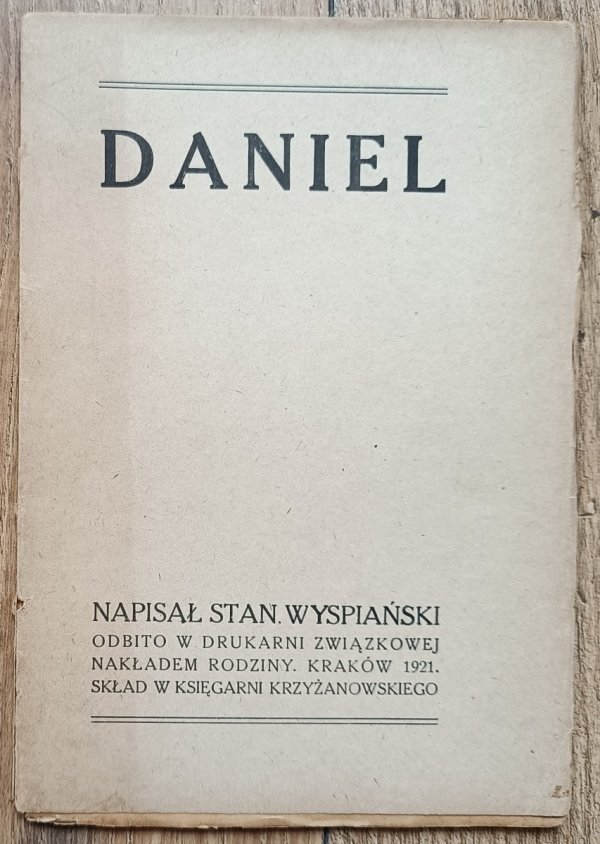 DANIEL
NAPISAŁ STAN. WYSPIAŃSKI
ODBITO W DRUKARNI ZWIĄZKOWEJ
NAKŁADEM RODZINY. KRAKÓW 1921.
SKŁAD W KSIĘGARNI KRZYŻANOWSKIEGO